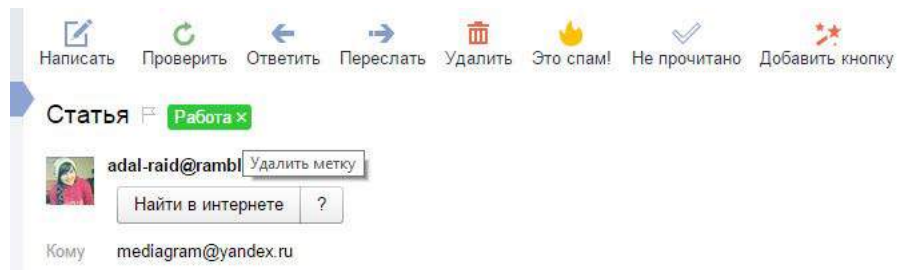 Написать Проверить Ответить Переслать Удалить Это спам! Не прочитано Добавить кнопку
Статья Работа ×
adal-raid@rambl Удалить метку
Найти в интернете ?
Кому mediagram@yandex.ru